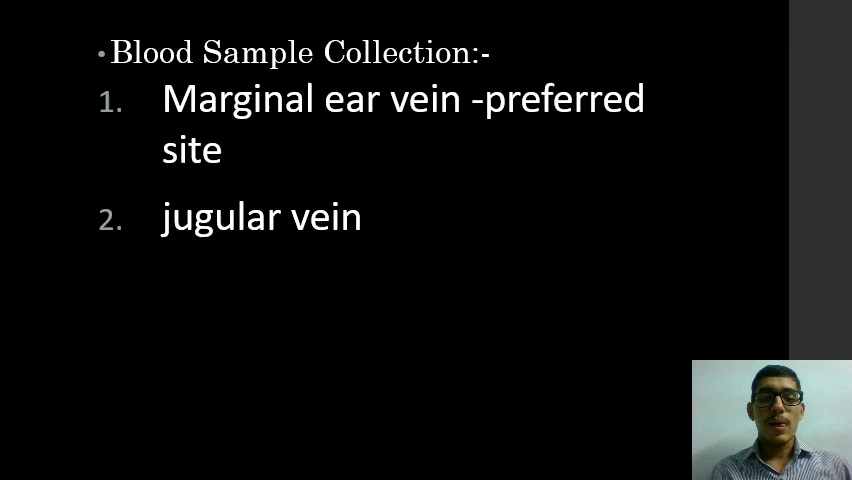 • Blood Sample Collection:-
1. Marginal ear vein -preferred
site
2. jugular vein